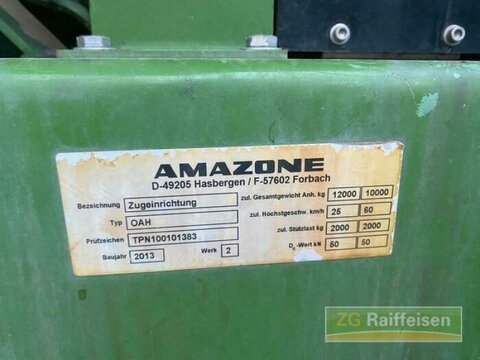 AMAZONE
D-49205 Hasbergen / F-57602 Forbach
Bezeichnung Zugeinrichtung zul. Gesamtgewicht Anh. kg 12000 10000
Typ OAH zul. Höchstgeschw. km/h 25 60
Prüfzeichen TPN100101383 zul. Stützlast kg 2000 2000
Baujahr 2013 Werk 2 Dc-Wert kN 50 50
ZG Raiffeisen